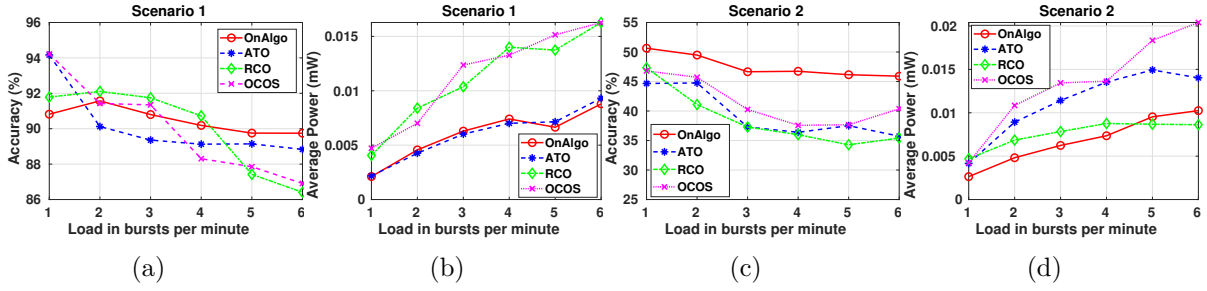 Scenario 1
Accuracy (%)
96
94
92
90
88
86
OnAlgo
ATO
RCO
OCOS
1 2 3 4 5 6
Load in bursts per minute
(a)
Scenario 1
Average Power (mW)
0.015
0.01
0.005
0
OnAlgo
ATO
RCO
OCOS
1 2 3 4 5 6
Load in bursts per minute
(b)
Scenario 2
Accuracy (%)
55
50
45
40
35
30
25
OnAlgo
ATO
RCO
OCOS
1 2 3 4 5 6
Load in bursts per minute
(c)
Scenario 2
Average Power (mW)
0.02
0.015
0.01
0.005
0
OnAlgo
ATO
RCO
OCOS
1 2 3 4 5 6
Load in bursts per minute
(d)